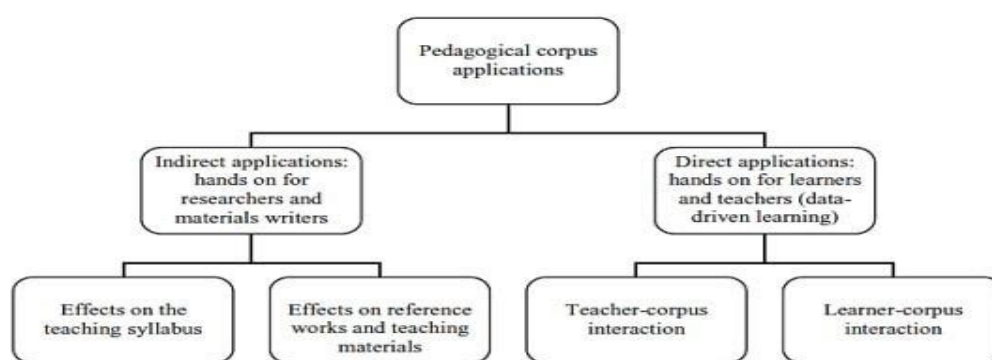 Pedagogical corpus
applications
Indirect applications:
hands on for
researchers and
materials writers
Direct applications:
hands on for learners
and teachers (data-
driven learning)
Effects on the
teaching syllabus
Effects on reference
works and teaching
materials
Teacher-corpus
interaction
Learner-corpus
interaction